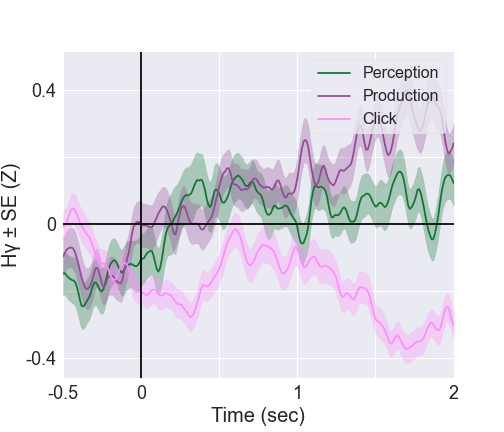 Perception
Production
Click
0.4
0
-0.4
Hγ ± SE (Z)
-0.5
0
1
2
Time (sec)